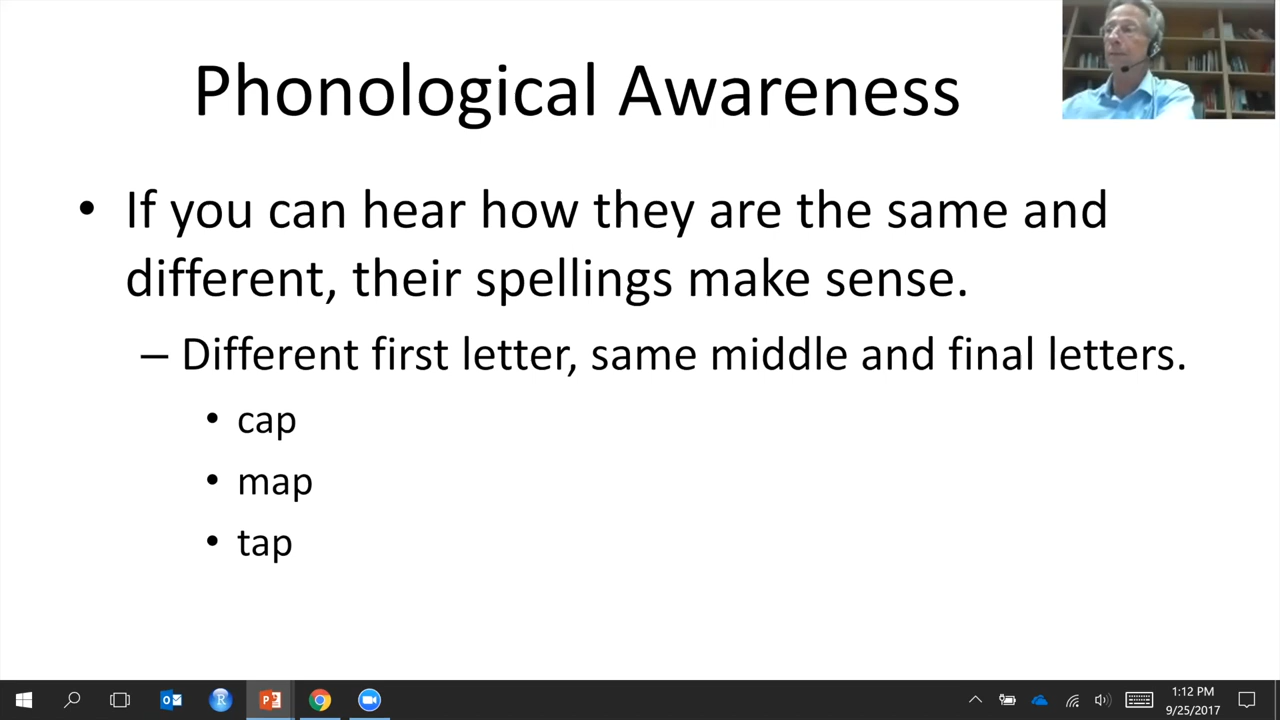 Phonological Awareness
• If you can hear how they are the same and
different, their spellings make sense.
– Different first letter, same middle and final letters.
• cap
• map
• tap
1:12 PM
9/25/2017